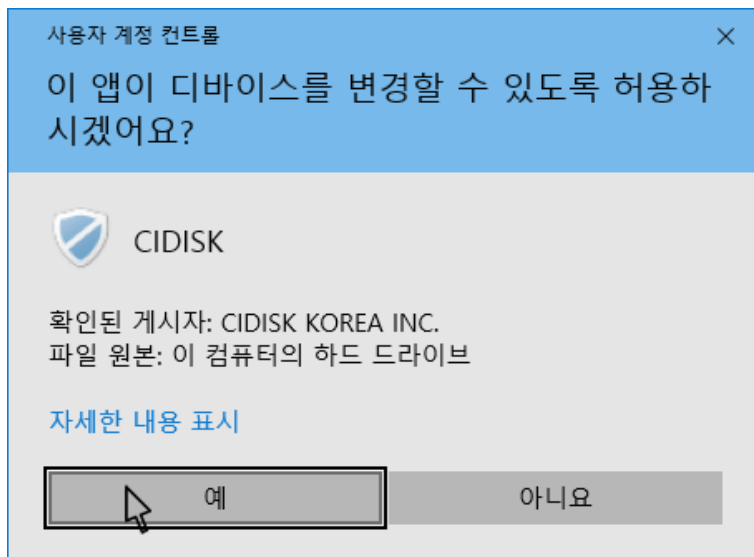 사용자 계정 컨트롤
이 앱이 디바이스를 변경할 수 있도록 허용하
시겠어요?
CIDISK
확인된 게시자: CIDISK KOREA INC.
파일 원본: 이 컴퓨터의 하드 드라이브
자세한 내용 표시
예
아니요